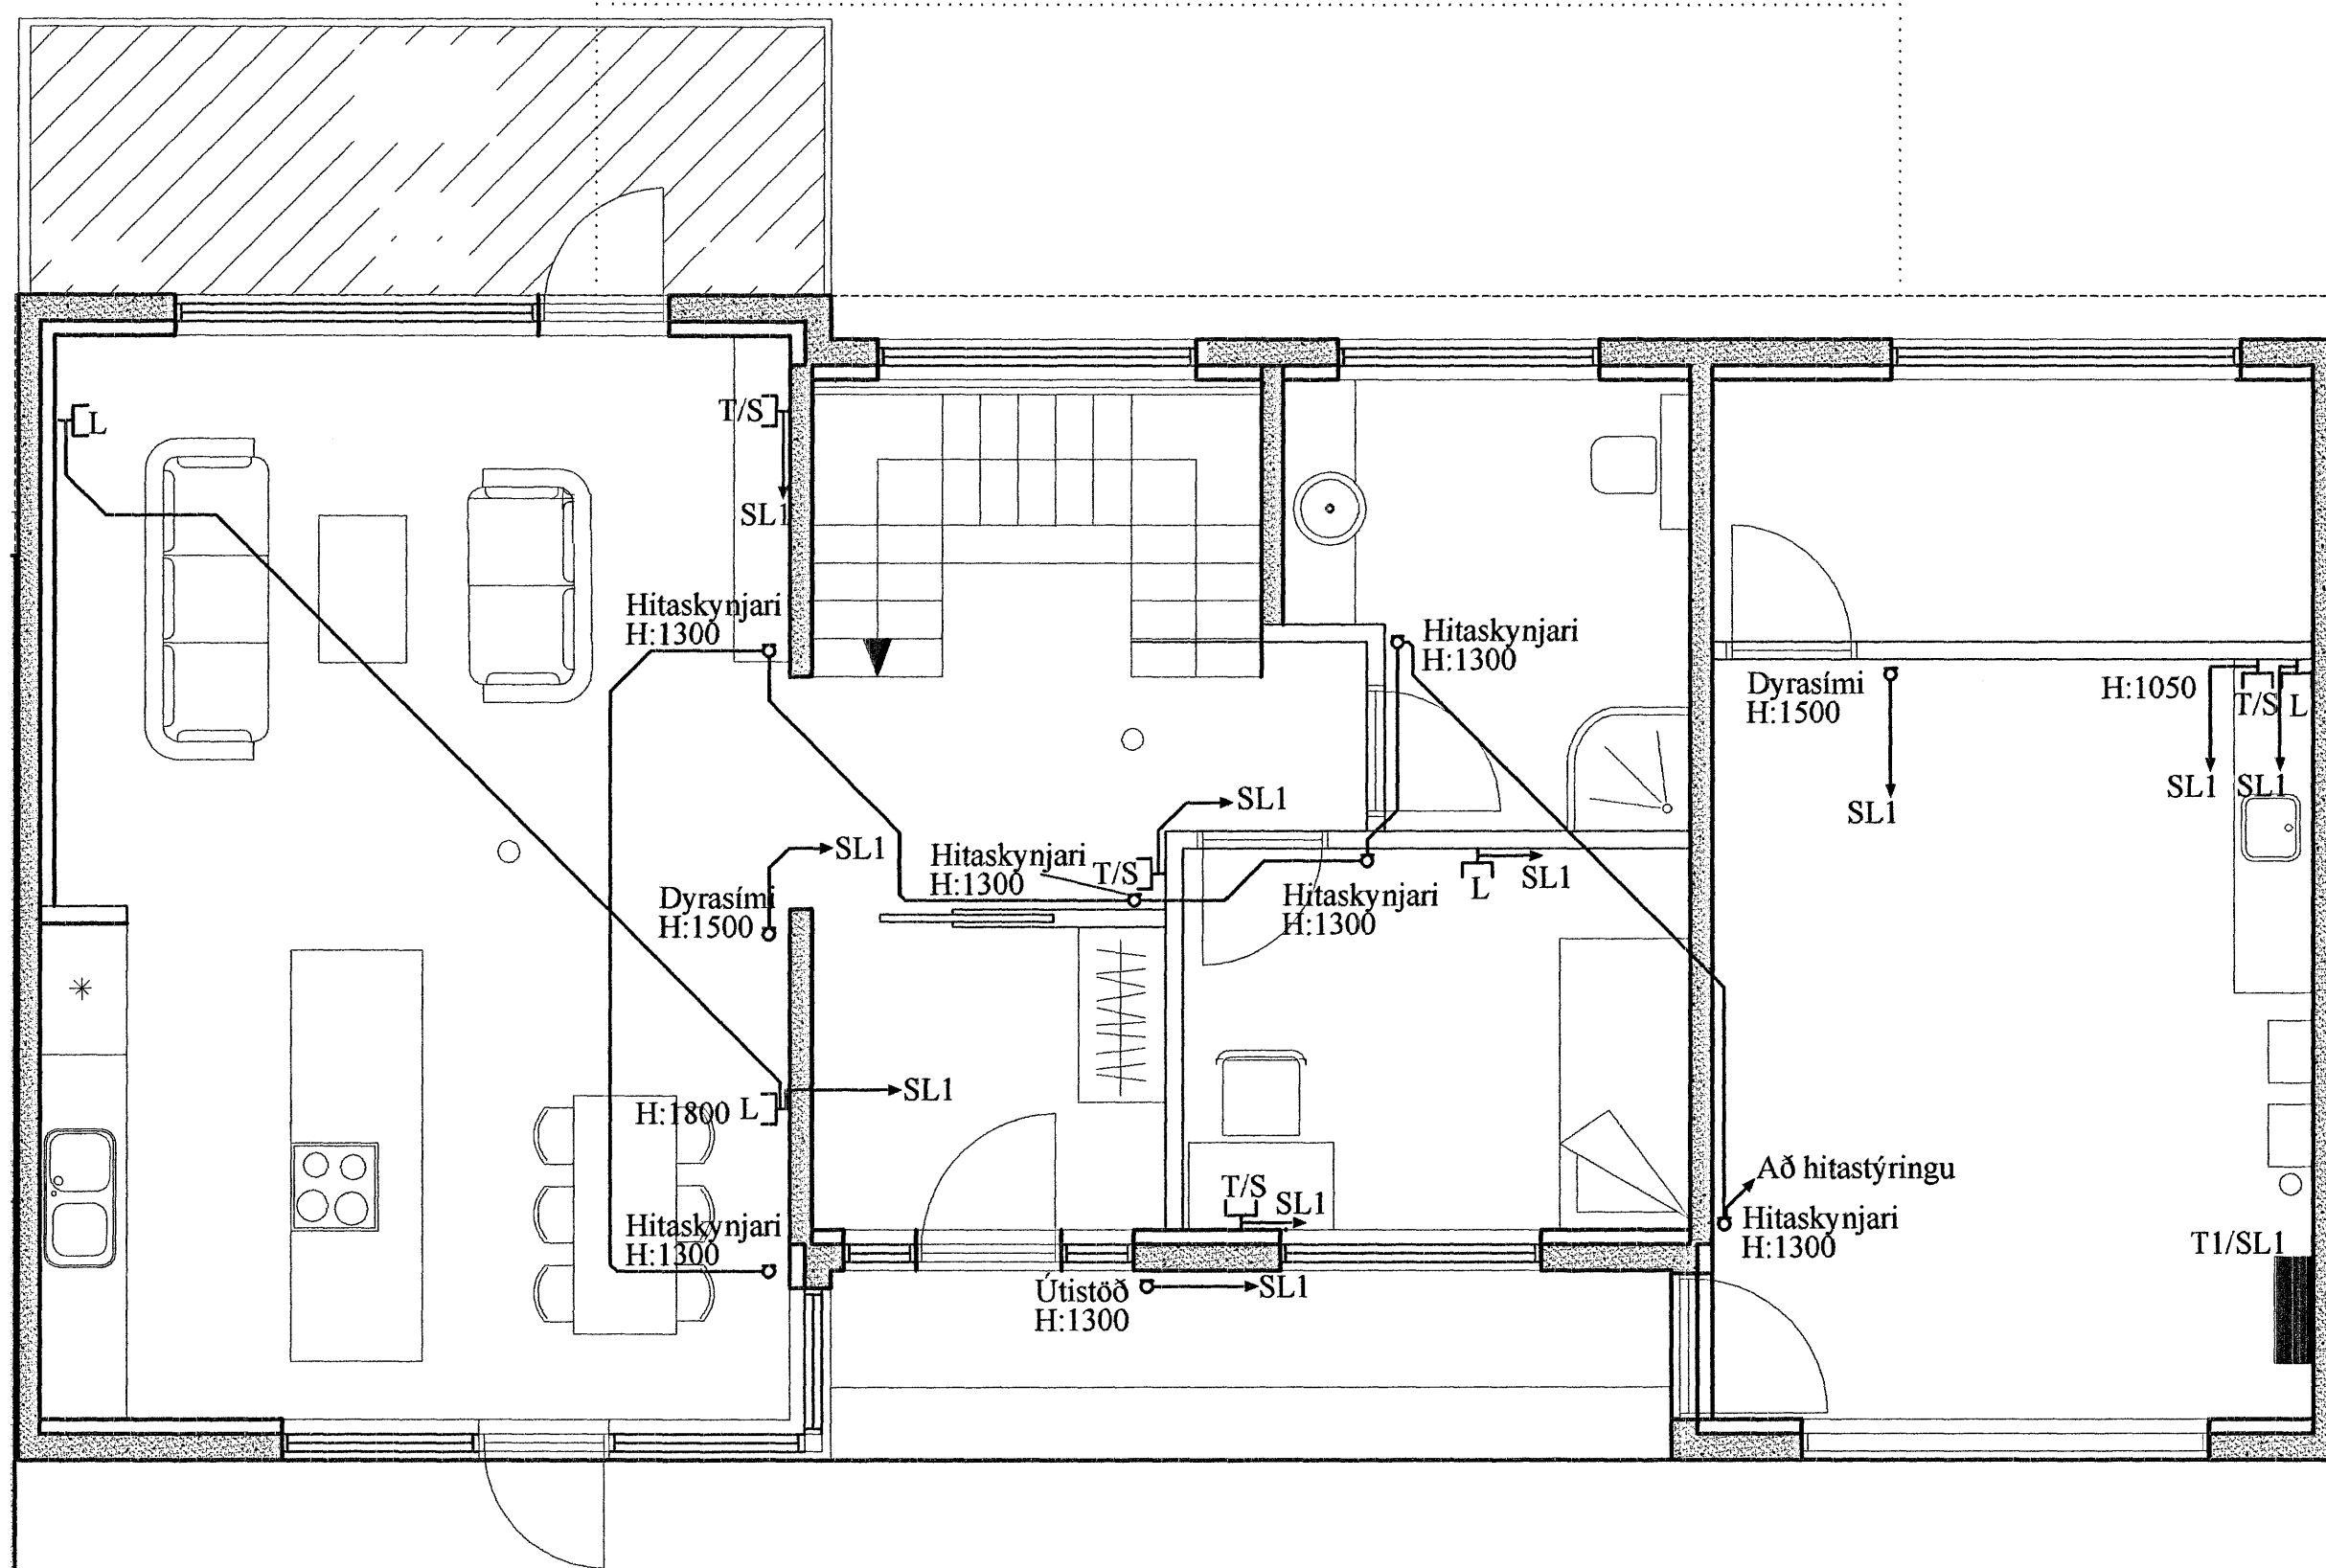 L
T/S
SL1
Hitaskynjari
H:1300
Hitaskynjari
H:1300
Dyrasími
H:1500
SL1
H:1050
T/S
L
SL1
SL1
SL1
SL1
Hitaskynjari
H:1300
T/S
Dyrasími
H:1500
Hitaskynjari
H:1300
L
SL1
H:1800 L
SL1
Að hitastýringu
Hitaskynjari
H:1300
T/S
SL1
Hitaskynjari
H:1300
T1/SL1
Útistöð
H:1300
SL1